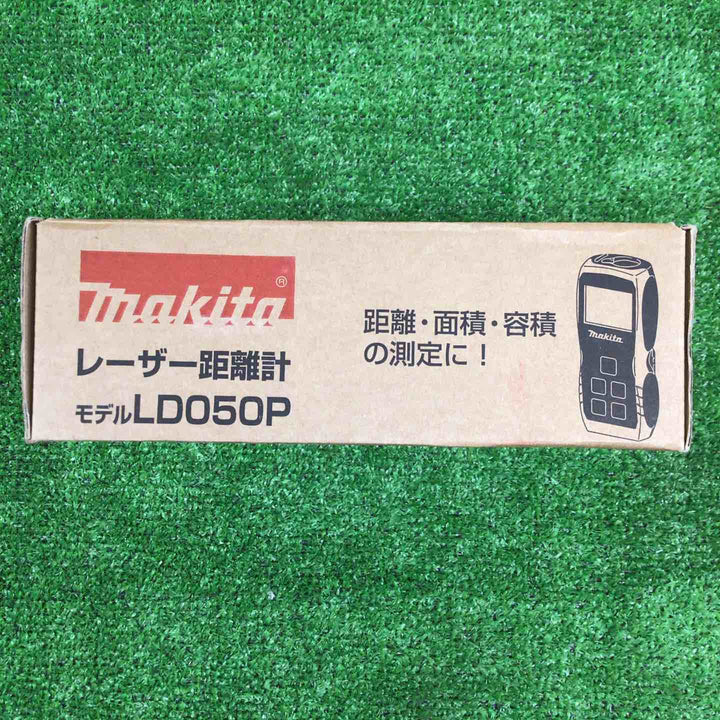 makita®
レーザー距離計
モデルLD050P
距離・面積・容積
の測定に!
makita